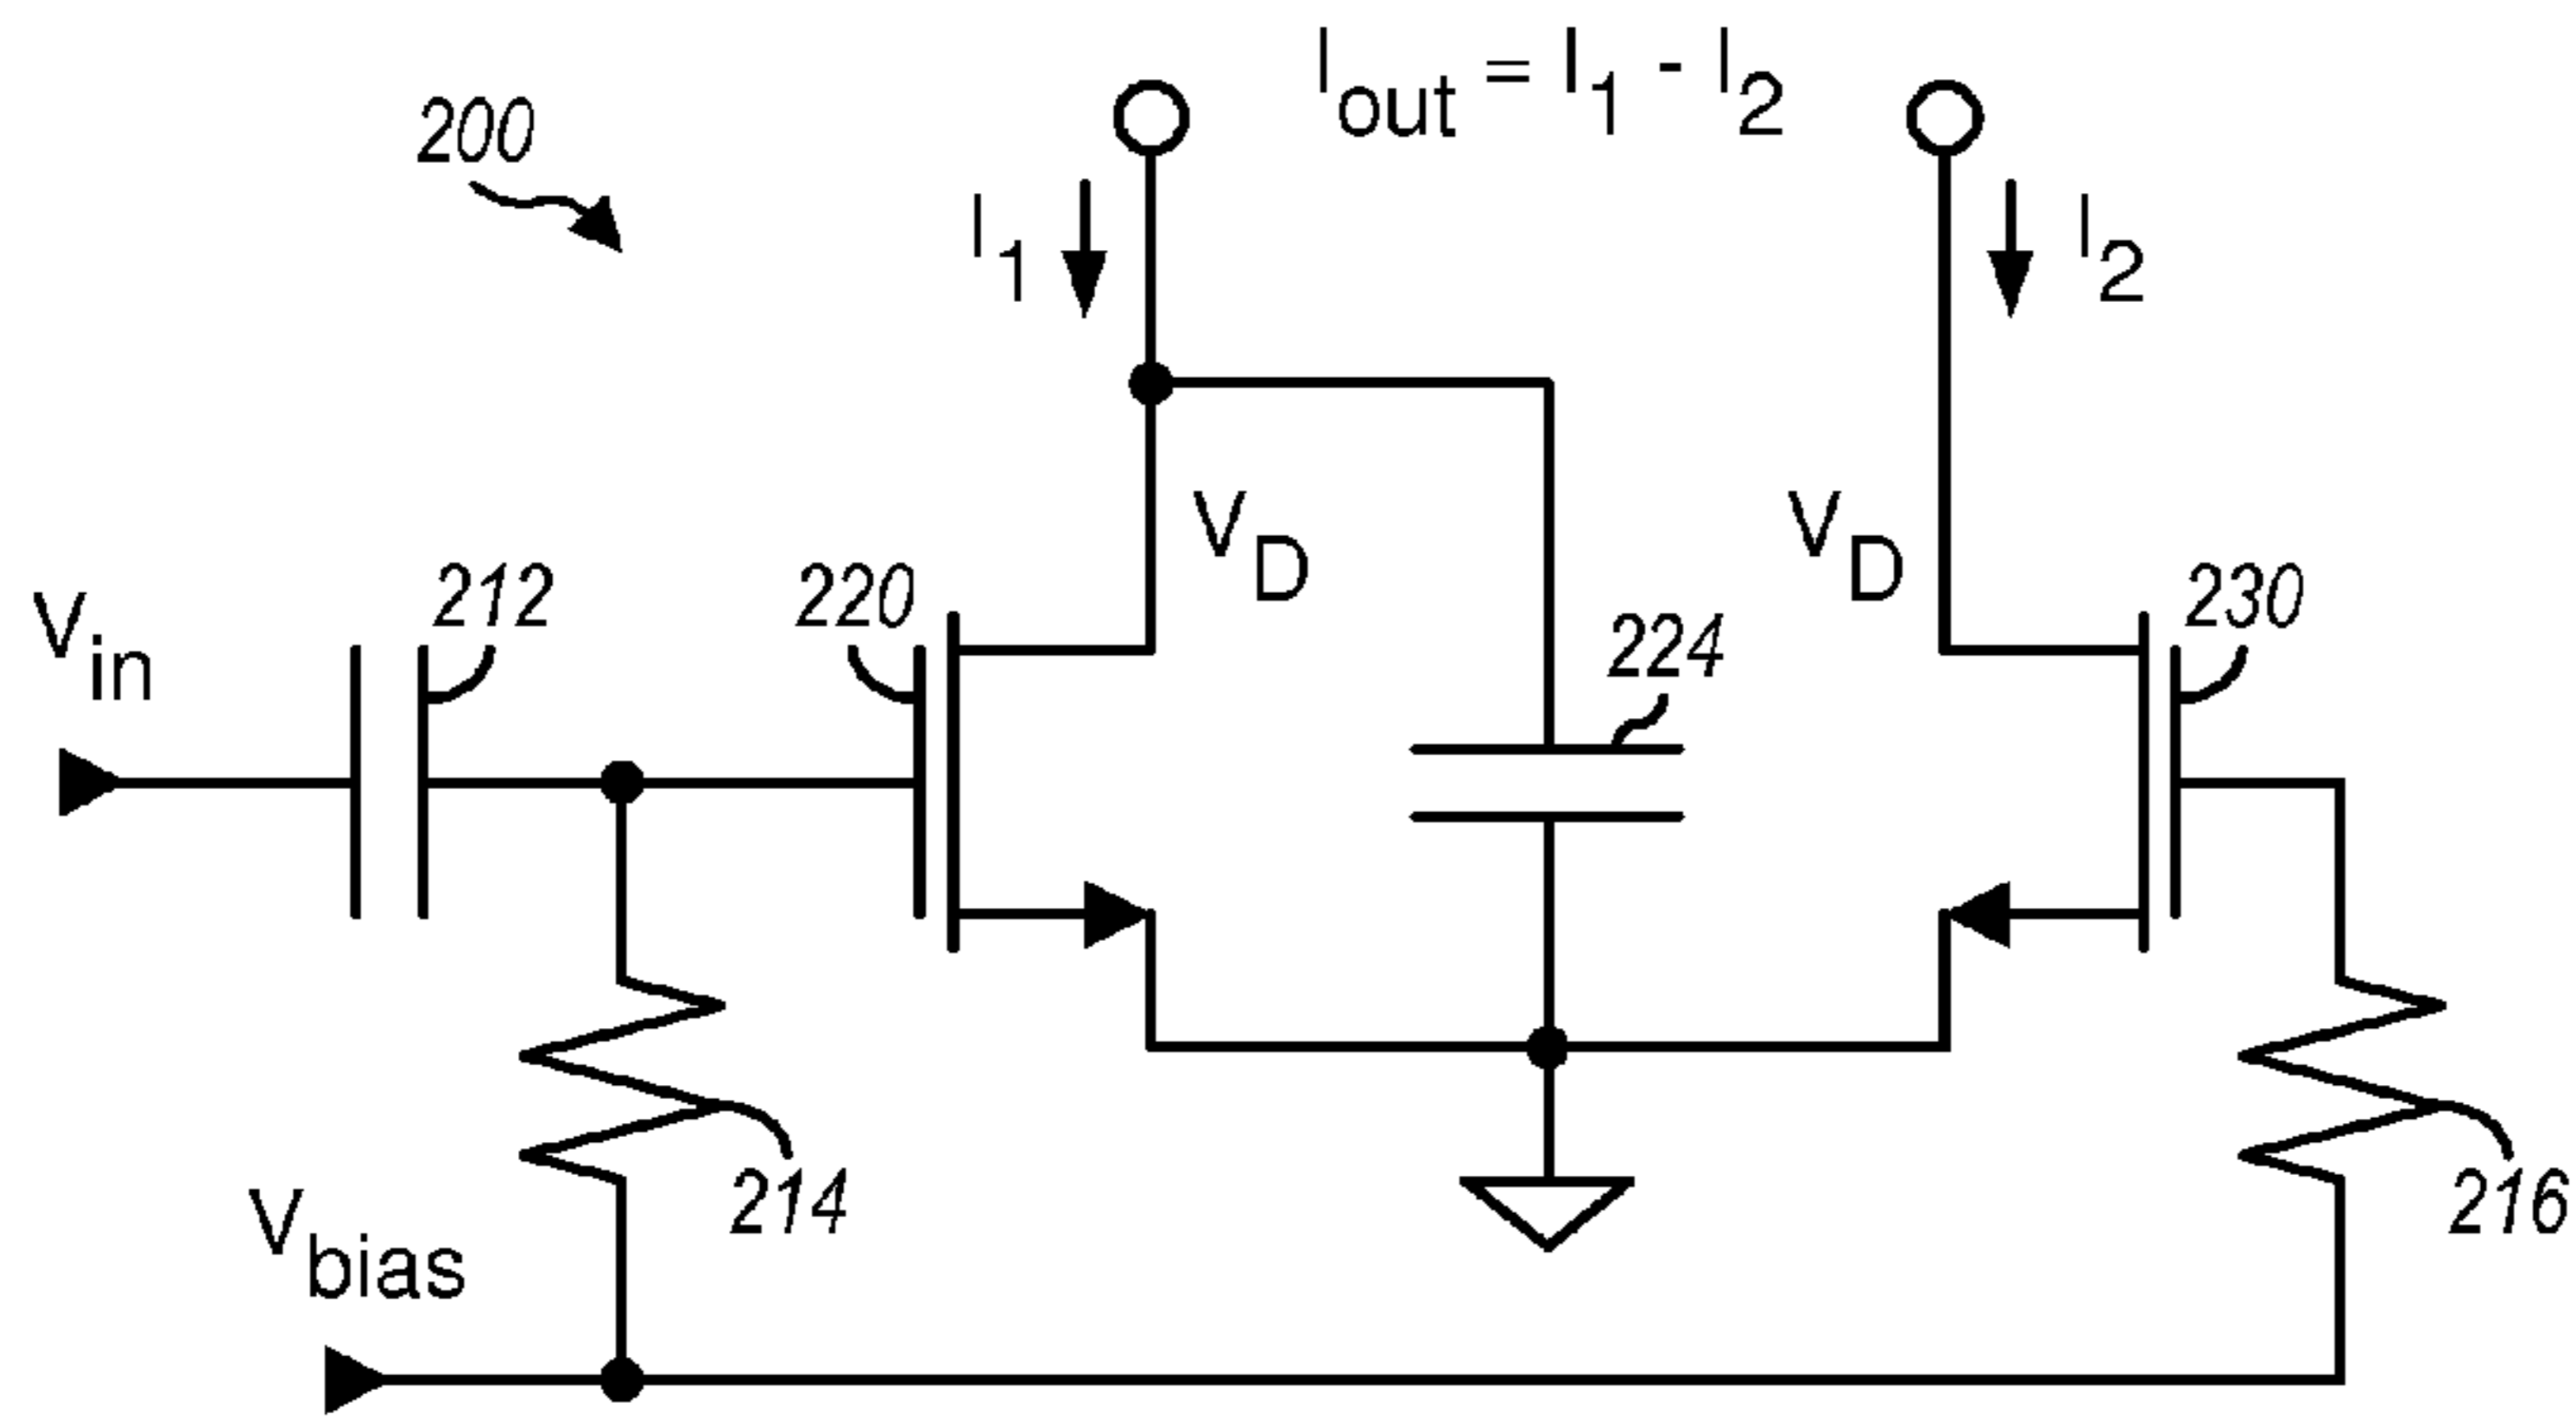 I_out = I_1 - I_2
200
I_1
I_2
V_D
V_D
V_in
212
220
224
230
214
216
V_bias